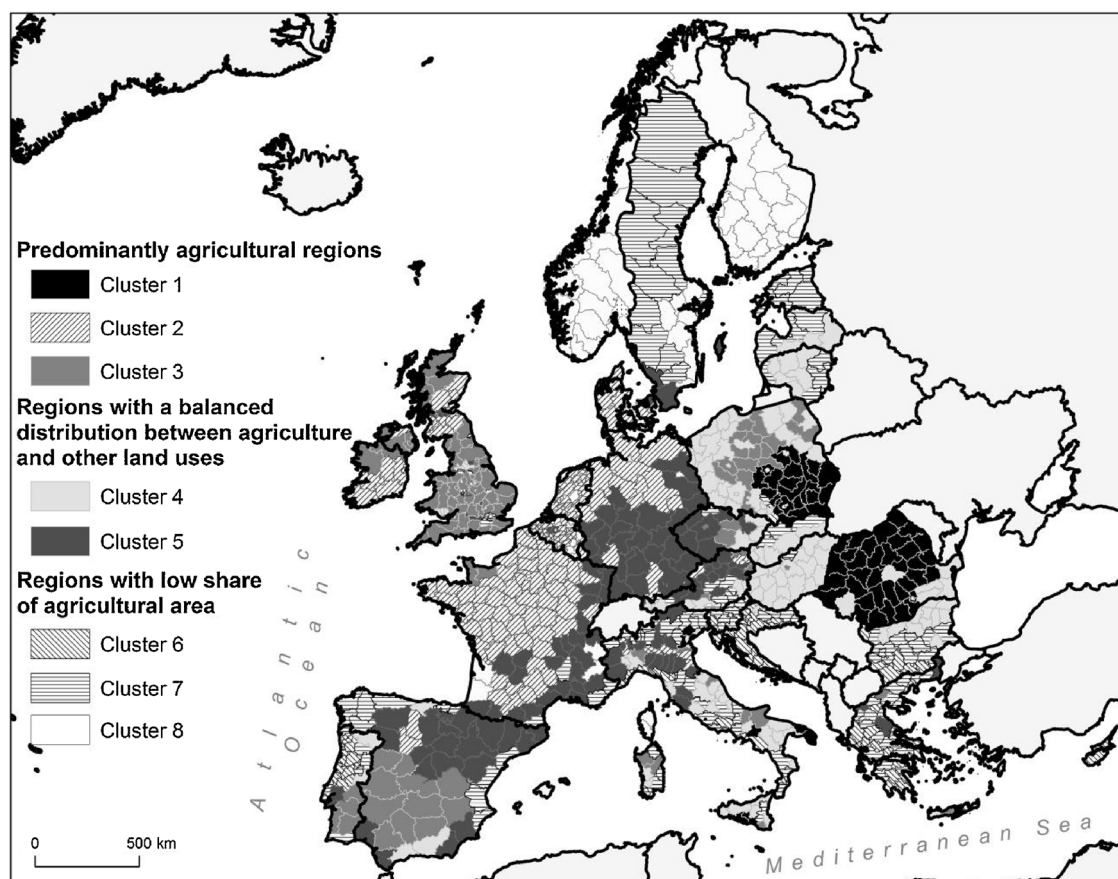 Predominantly agricultural regions
Cluster 1
Cluster 2
Cluster 3
Regions with a balanced
distribution between agriculture
and other land uses
Cluster 4
Cluster 5
Regions with low share
of agricultural area
Cluster 6
Cluster 7
Cluster 8
0 500 km
Atlantic
Ocean
Mediterranean Sea